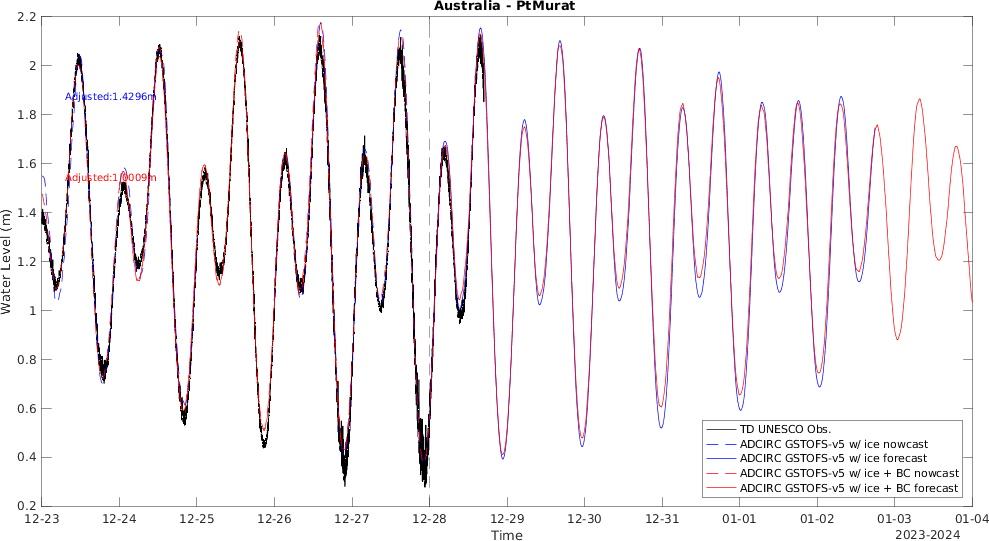 Australia - PtMurat
2.2
2
1.8
1.6
1.4
1.2
1
0.8
0.6
0.4
0.2
Water Level (m)
Adjusted:1.4296m
Adjusted:1.0009m
TD UNESCO Obs.
ADCIRC GSTOFS-v5 w/ ice nowcast
ADCIRC GSTOFS-v5 w/ ice forecast
ADCIRC GSTOFS-v5 w/ ice + BC nowcast
ADCIRC GSTOFS-v5 w/ ice + BC forecast
12-23 12-24 12-25 12-26 12-27 12-28 12-29 12-30 12-31 01-01 01-02 01-03 01-04
Time
2023-2024